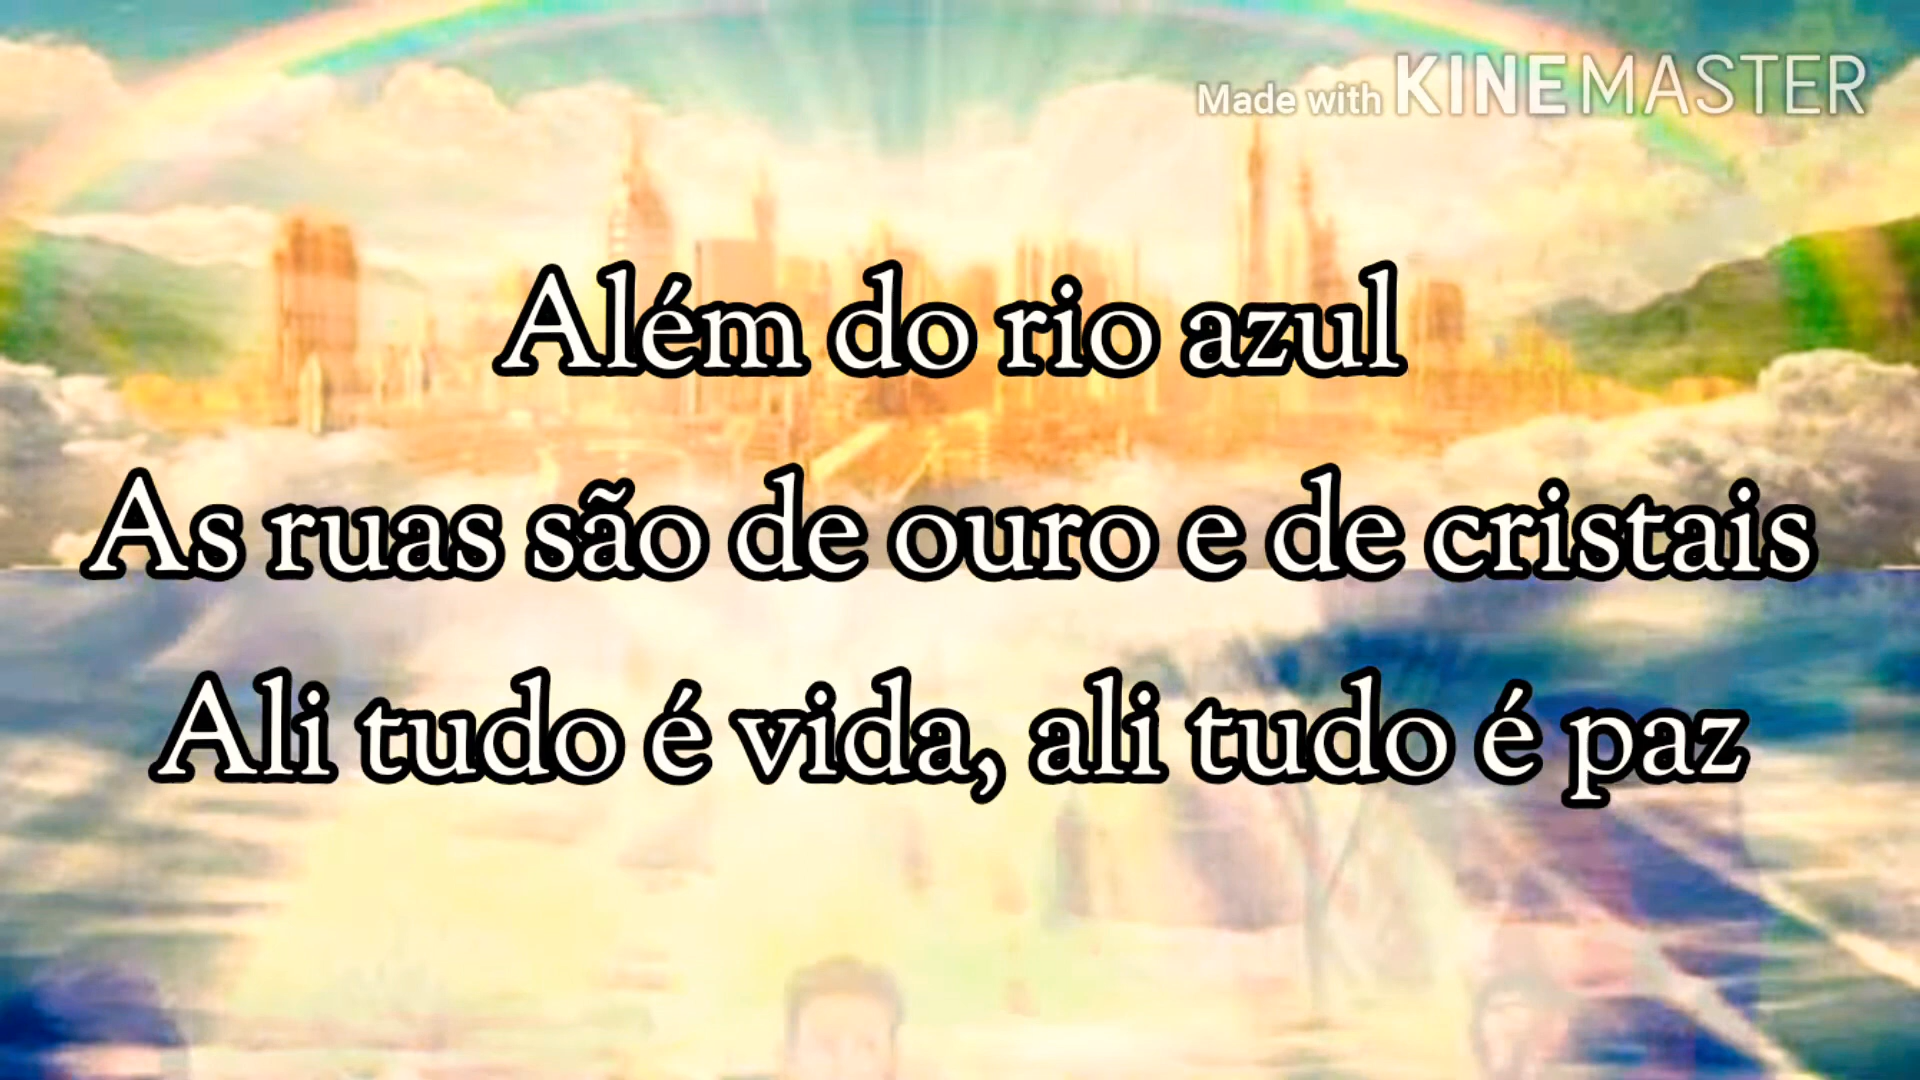 Made with KINEMASTER
Além do rio azul
As ruas são de ouro e de cristais
Ali tudo é vida, ali tudo é paz